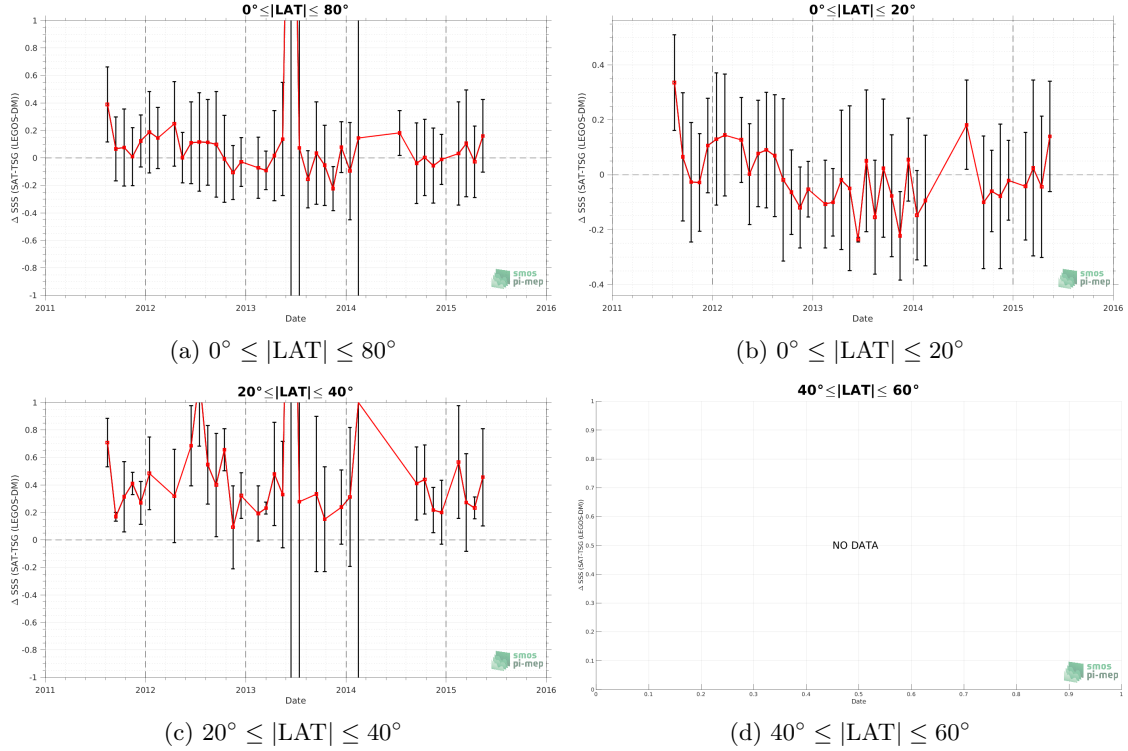 0°≤|LAT|≤ 80°
Δ SSS (SAT-TSG (LEGOS-DM))
1
0.8
0.6
0.4
0.2
0
-0.2
-0.4
-0.6
-0.8
-1
smos
pi-mep
2011 2012 2013 2014 2015 2016
Date
(a) 0° ≤ |LAT| ≤ 80°
0°≤|LAT|≤ 20°
Δ SSS (SAT-TSG (LEGOS-DM))
0.4
0.2
0
-0.2
-0.4
smos
pi-mep
2011 2012 2013 2014 2015 2016
Date
(b) 0° ≤ |LAT| ≤ 20°
20°≤|LAT|≤ 40°
Δ SSS (SAT-TSG (LEGOS-DM))
1
0.8
0.6
0.4
0.2
0
-0.2
-0.4
-0.6
-0.8
-1
smos
pi-mep
2011 2012 2013 2014 2015 2016
Date
(c) 20° ≤ |LAT| ≤ 40°
40°≤|LAT|≤ 60°
Δ SSS (SAT-TSG (LEGOS-DM))
1
0.9
0.8
0.7
0.6
0.5
0.4
0.3
0.2
0.1
0
NO DATA
smos
pi-mep
0 0.1 0.2 0.3 0.4 0.5 0.6 0.7 0.8 0.9 1
Date
(d) 40° ≤ |LAT| ≤ 60°